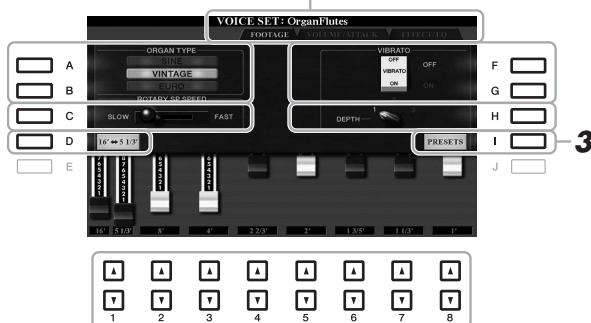 VOICE SET: OrganFlutes
FOOTAGE VOLUME/ATTACK EFFECT/EQ
ORGAN TYPE
SINE
VINTAGE
EURO
ROTARY SP SPEED
SLOW FAST
16' ⇔ 5 1/3'
VIBRATO
OFF
VIBRATO
ON
OFF
ON
DEPTH 1
PRESETS
A
B
C
D
E
F
G
H
I
J
3
16' 5 1/3' 8' 4' 2 2/3' 2' 1 3/5' 1 1/3' 1'
1 2 3 4 5 6 7 8